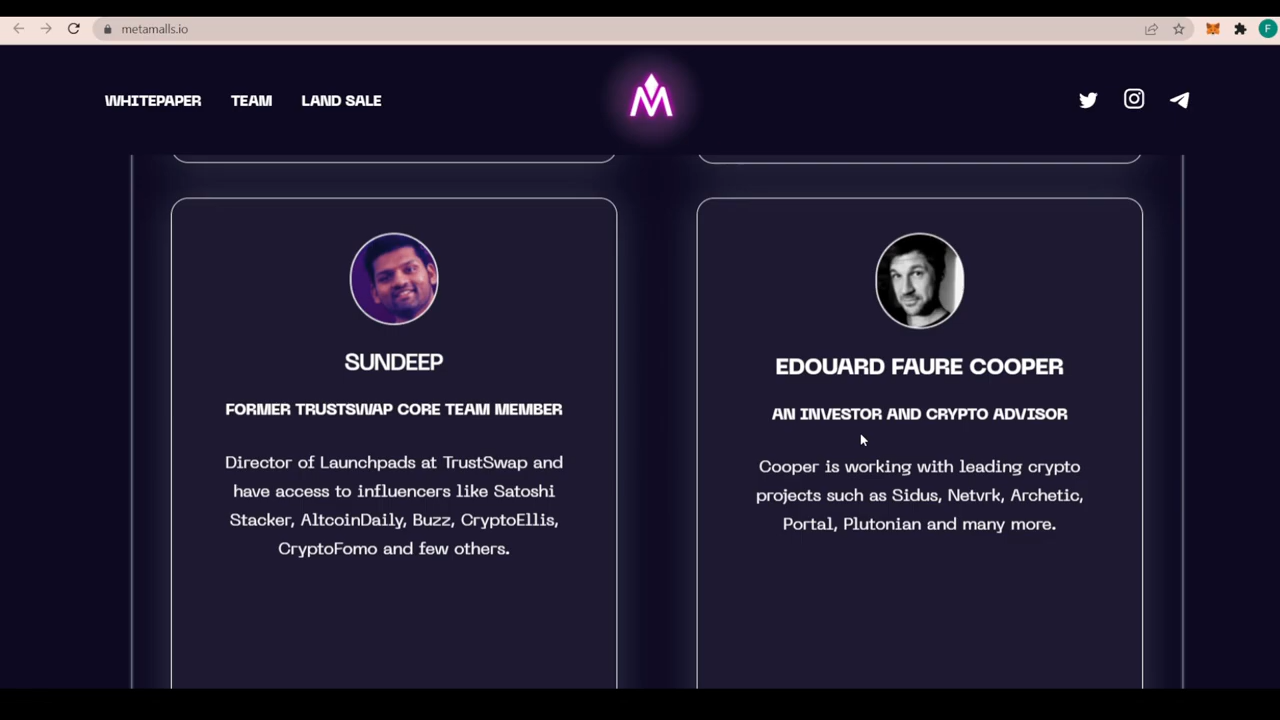 metamalls.io
F
WHITEPAPER TEAM LAND SALE
SUNDEEP
FORMER TRUSTSWAP CORE TEAM MEMBER
Director of Launchpads at TrustSwap and
have access to influencers like Satoshi
Stacker, AltcoinDaily, Buzz, CryptoEllis,
CryptoFomo and few others.
EDOUARD FAURE COOPER
AN INVESTOR AND CRYPTO ADVISOR
Cooper is working with leading crypto
projects such as Sidus, Netvrk, Archetic,
Portal, Plutonian and many more.